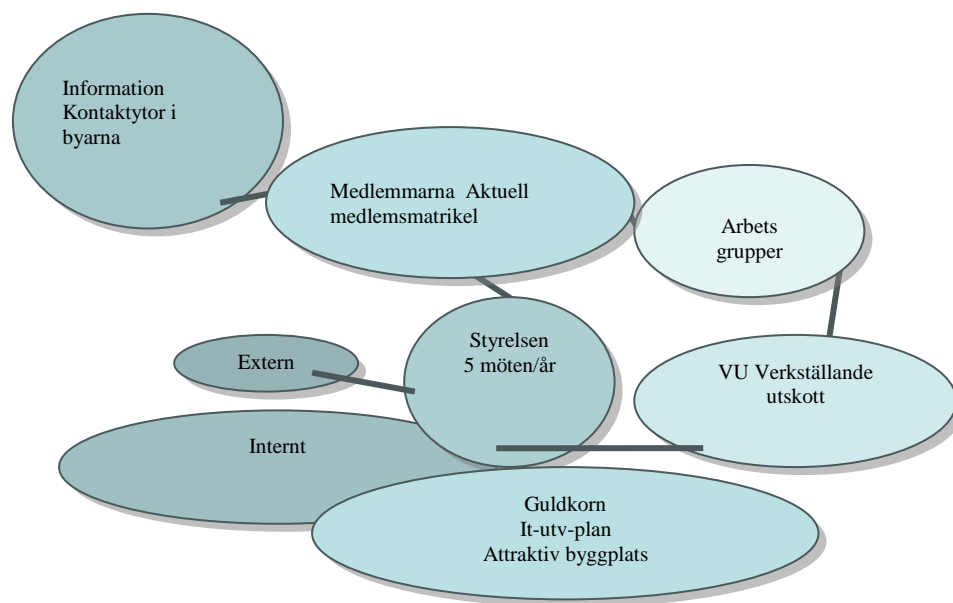 Information
Kontaktytor i
byarna
Medlemmarna  Aktuell
medlemsmatrikel
Arbets
grupper
Styrelsen
5 möten/år
Extern
VU Verkställande
utskott
Internt
Guldkorn
It-utv-plan
Attraktiv byggplats